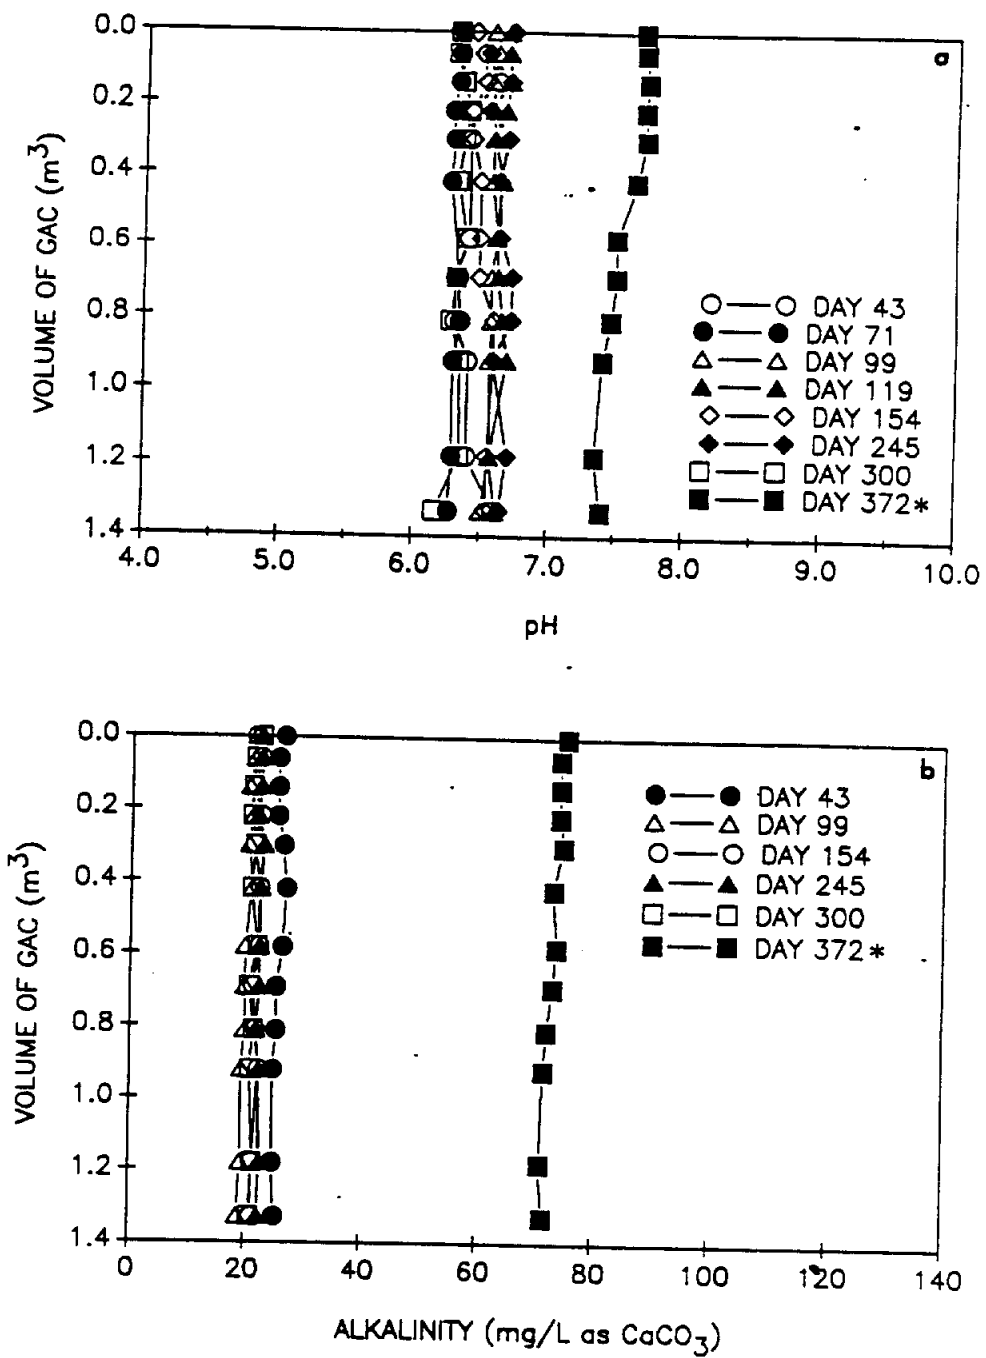 a
0.0
0.2
0.4
0.6
0.8
1.0
1.2
1.4
VOLUME OF GAC (m3)
DAY 43
DAY 71
DAY 99
DAY 119
DAY 154
DAY 245
DAY 300
DAY 372*
4.0 5.0 6.0 7.0 8.0 9.0 10.0
pH
b
0.0
0.2
0.4
0.6
0.8
1.0
1.2
1.4
VOLUME OF GAC (m3)
DAY 43
DAY 99
DAY 154
DAY 245
DAY 300
DAY 372*
0 20 40 60 80 100 120 140
ALKALINITY (mg/L as CaCO3)